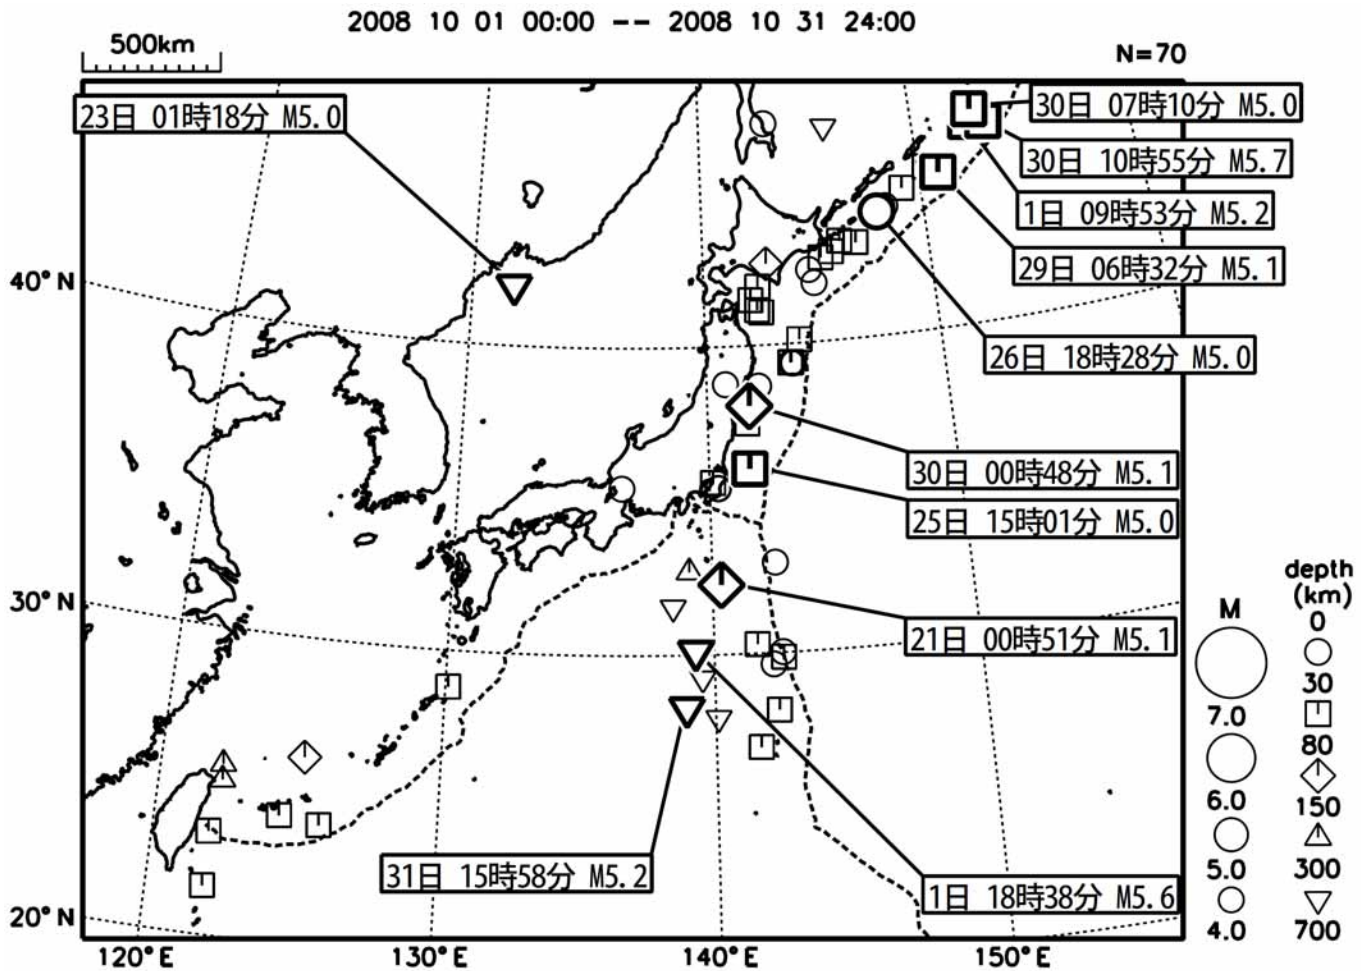 2008 10 01 00:00 -- 2008 10 31 24:00
500km
N=70
23日 01時18分 M5.0
30日 07時10分 M5.0
30日 10時55分 M5.7
1日 09時53分 M5.2
29日 06時32分 M5.1
40°N
26日 18時28分 M5.0
30日 00時48分 M5.1
25日 15時01分 M5.0
30°N
21日 00時51分 M5.1
31日 15時58分 M5.2
1日 18時38分 M5.6
20°N
120°E
130°E
140°E
150°E
M
7.0
6.0
5.0
4.0
depth
(km)
0
30
80
150
300
700